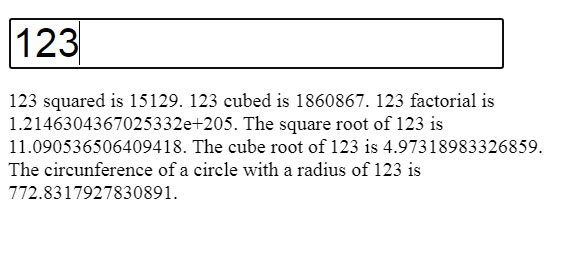 123
123 squared is 15129. 123 cubed is 1860867. 123 factorial is
1.2146304367025332e+205. The square root of 123 is
11.090536506409418. The cube root of 123 is 4.97318983326859.
The circunference of a circle with a radius of 123 is
772.8317927830891.